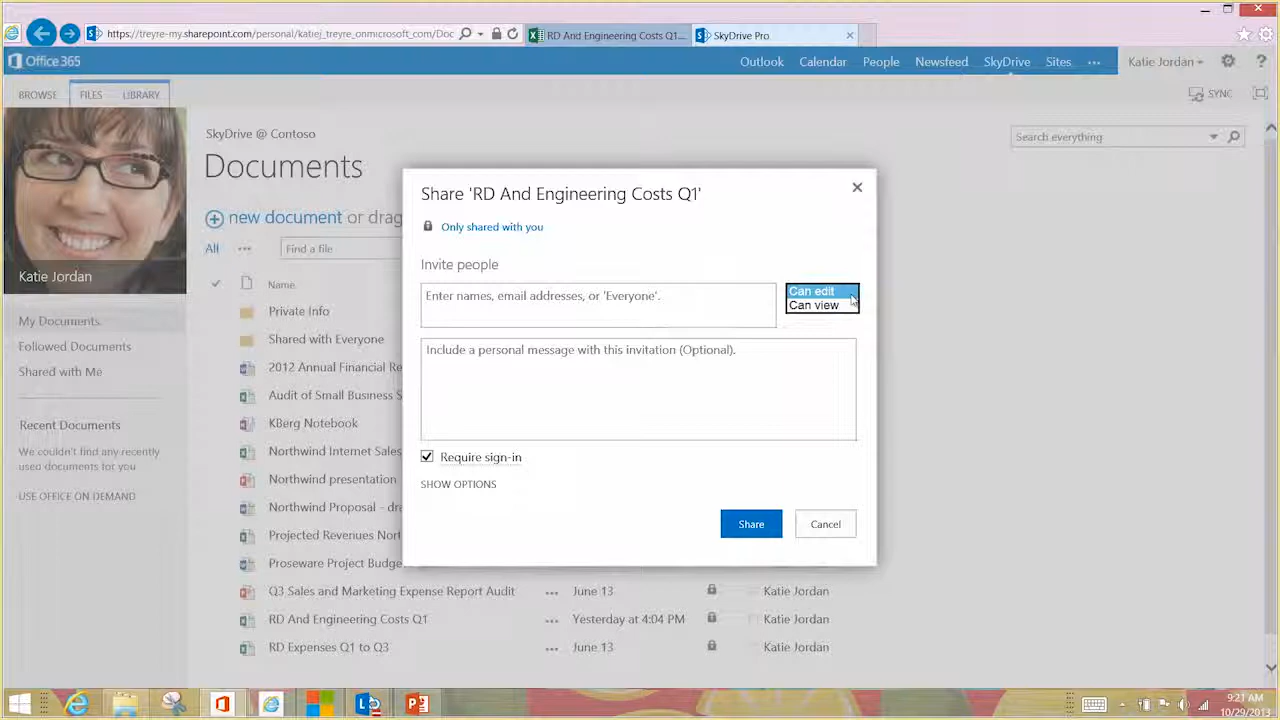 https://treyre-my.sharepoint.com/personal/katiej_treyre_onmicrosoft_com/Doc
RD And Engineering Costs Q1...
SkyDrive Pro
Office 365
Outlook
Calendar
People
Newsfeed
SkyDrive
Sites
Katie Jordan
BROWSE
FILES
LIBRARY
SYNC
SkyDrive @ Contoso
Documents
Search everything
new document or drag
All
Find a file
Katie Jordan
My Documents
Followed Documents
Shared with Me
Recent Documents
We couldn't find any recently
used documents for you
USE OFFICE ON DEMAND
Name
Private Info
Shared with Everyone
2012 Annual Financial Re
Audit of Small Business S
KBerg Notebook
Northwind Internet Sales
Northwind presentation
Northwind Proposal - dr
Projected Revenues Nort
Proseware Project Budge
Q3 Sales and Marketing Expense Report Audit ... June 13 Katie Jordan
RD And Engineering Costs Q1 ... Yesterday at 4:04 PM Katie Jordan
RD Expenses Q1 to Q3 ... June 13 Katie Jordan
Share 'RD And Engineering Costs Q1'
Only shared with you
Invite people
Enter names, email addresses, or 'Everyone'.
Can edit
Can view
Include a personal message with this invitation (Optional).
Require sign-in
SHOW OPTIONS
Share
Cancel
9:21 AM
10/29/2013